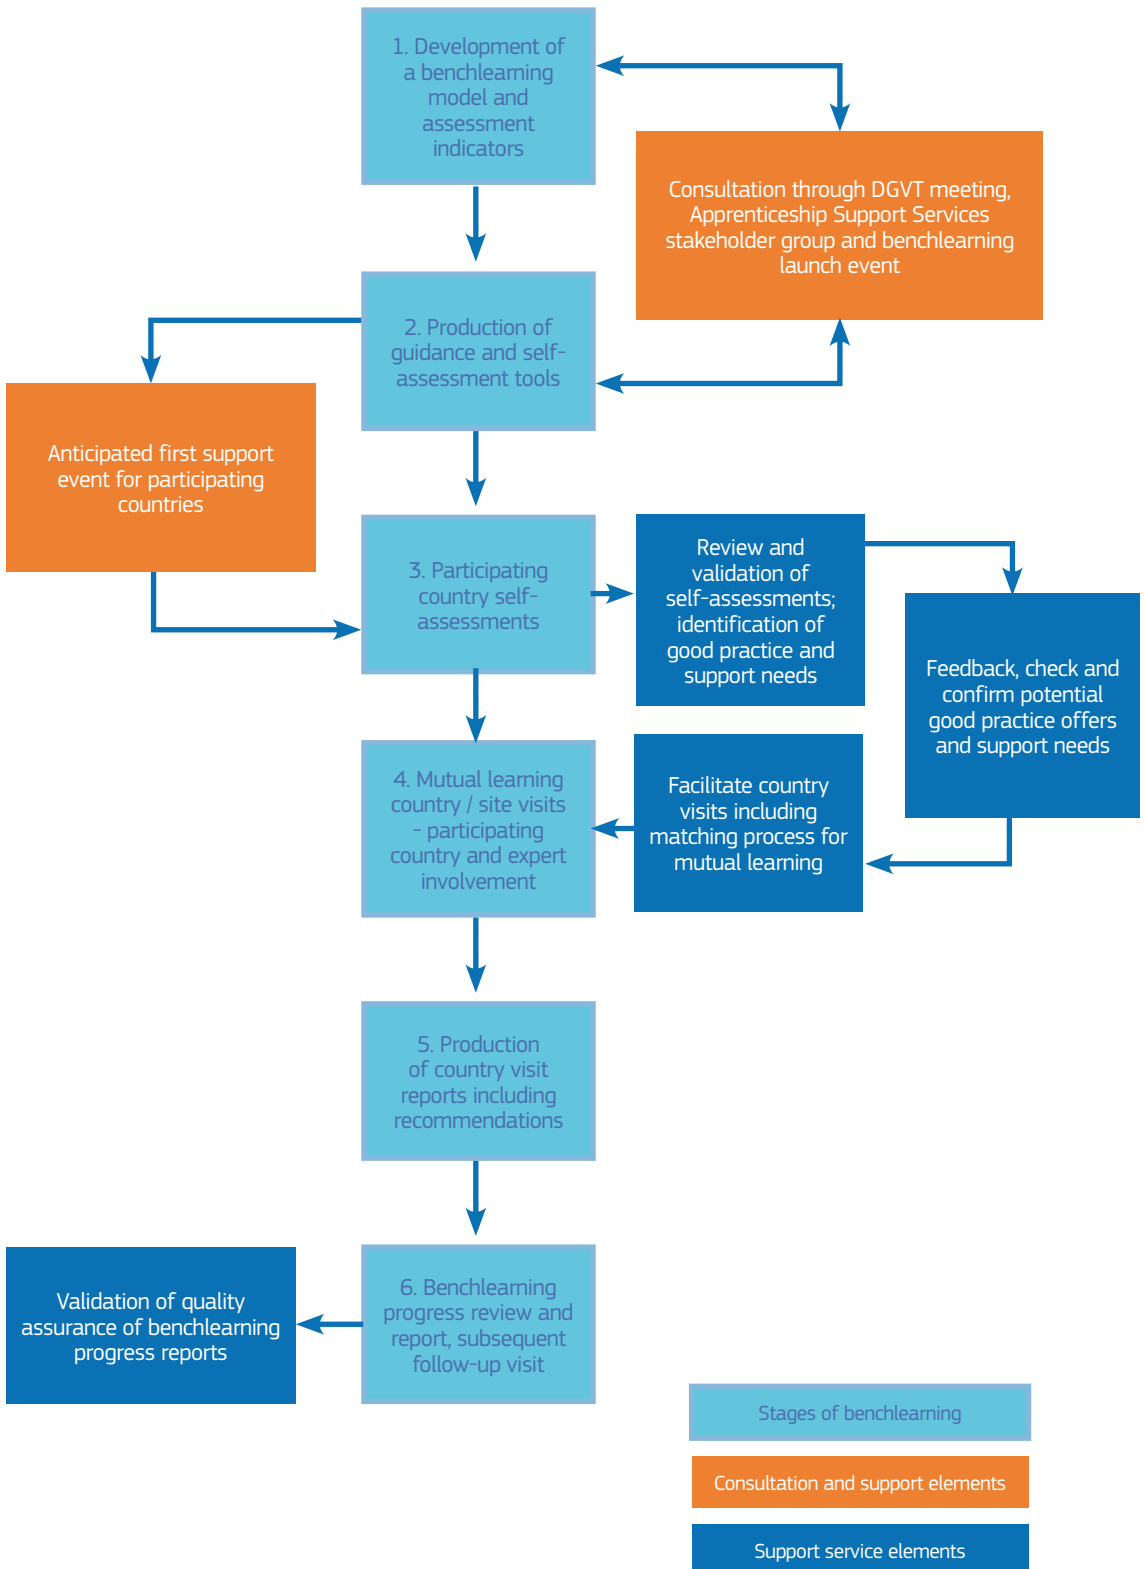 1. Development of
a benchlearning
model and
assessment
indicators
Consultation through DGVT meeting,
Apprenticeship Support Services
stakeholder group and benchlearning
launch event
2. Production of
guidance and self-
assessment tools
Anticipated first support
event for participating
countries
3. Participating
country self-
assessments
Review and
validation of
self-assessments;
identification of
good practice and
support needs
Feedback, check and
confirm potential
good practice offers
and support needs
Facilitate country
visits including
matching process for
mutual learning
4. Mutual learning
country / site visits
- participating
country and expert
involvement
5. Production
of country visit
reports including
recommendations
6. Benchlearning
progress review and
report, subsequent
follow-up visit
Validation of quality
assurance of benchlearning
progress reports
Stages of benchlearning
Consultation and support elements
Support service elements